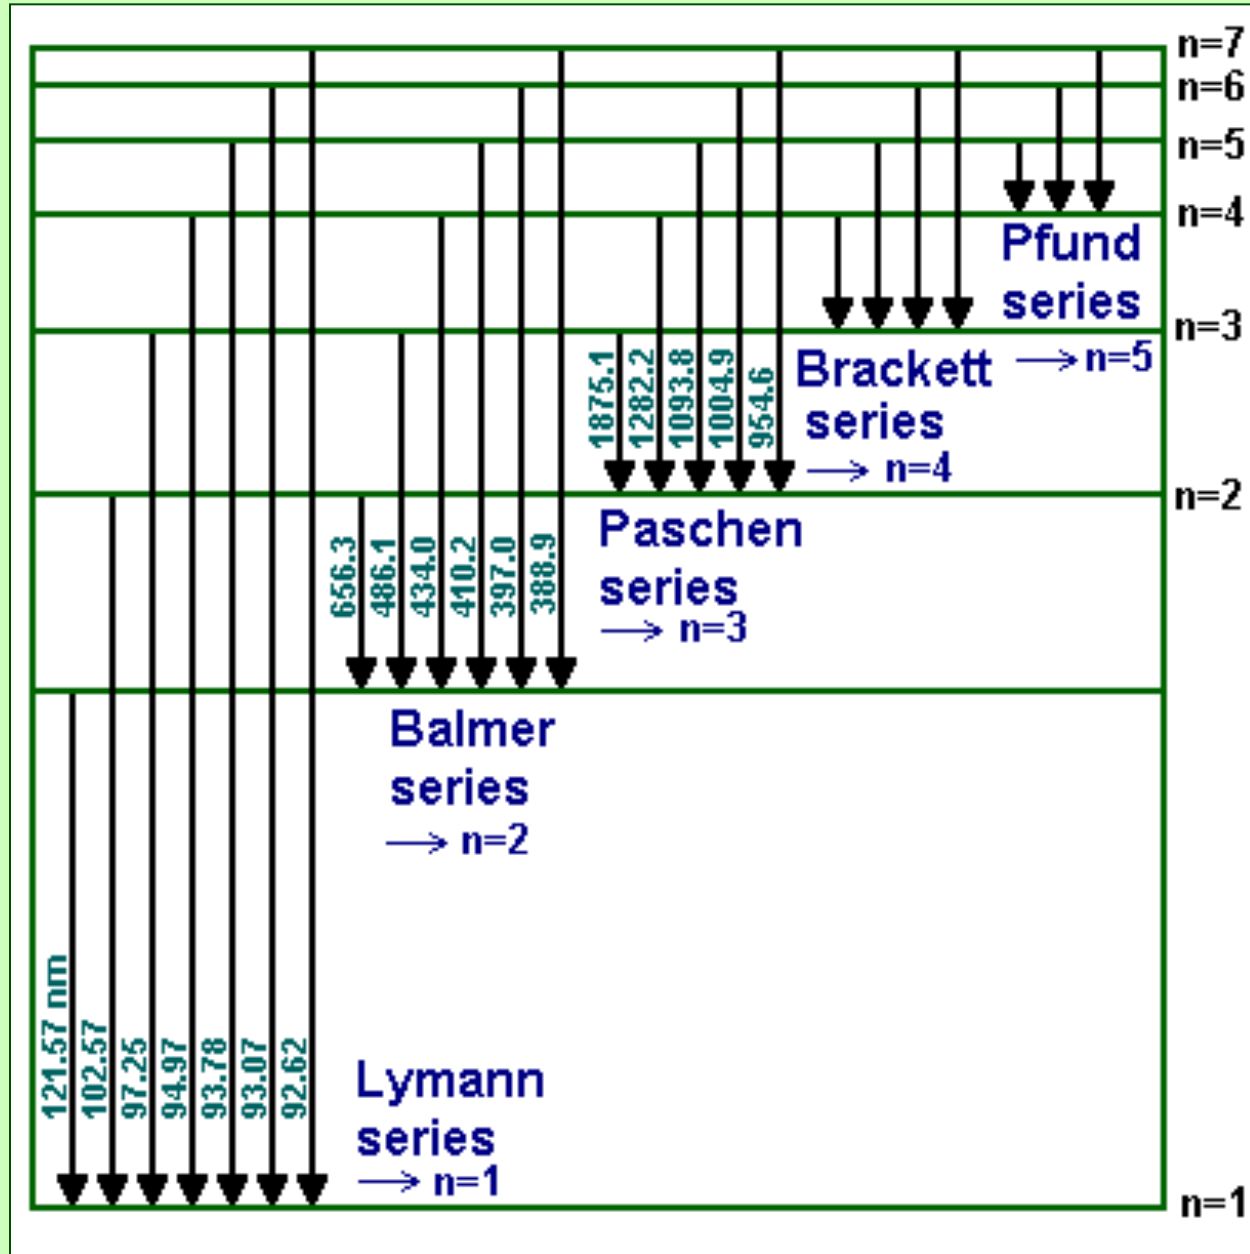 n=7
n=6
n=5
n=4
Pfund
series
→ n=5
n=3
1875.1
1282.2
1093.8
1004.9
954.6
Brackett
series
→ n=4
n=2
656.3
486.1
434.0
410.2
397.0
388.9
Paschen
series
→ n=3
Balmer
series
→ n=2
121.57 nm
102.57
97.25
94.97
93.78
93.07
92.62
Lymann
series
→ n=1
n=1